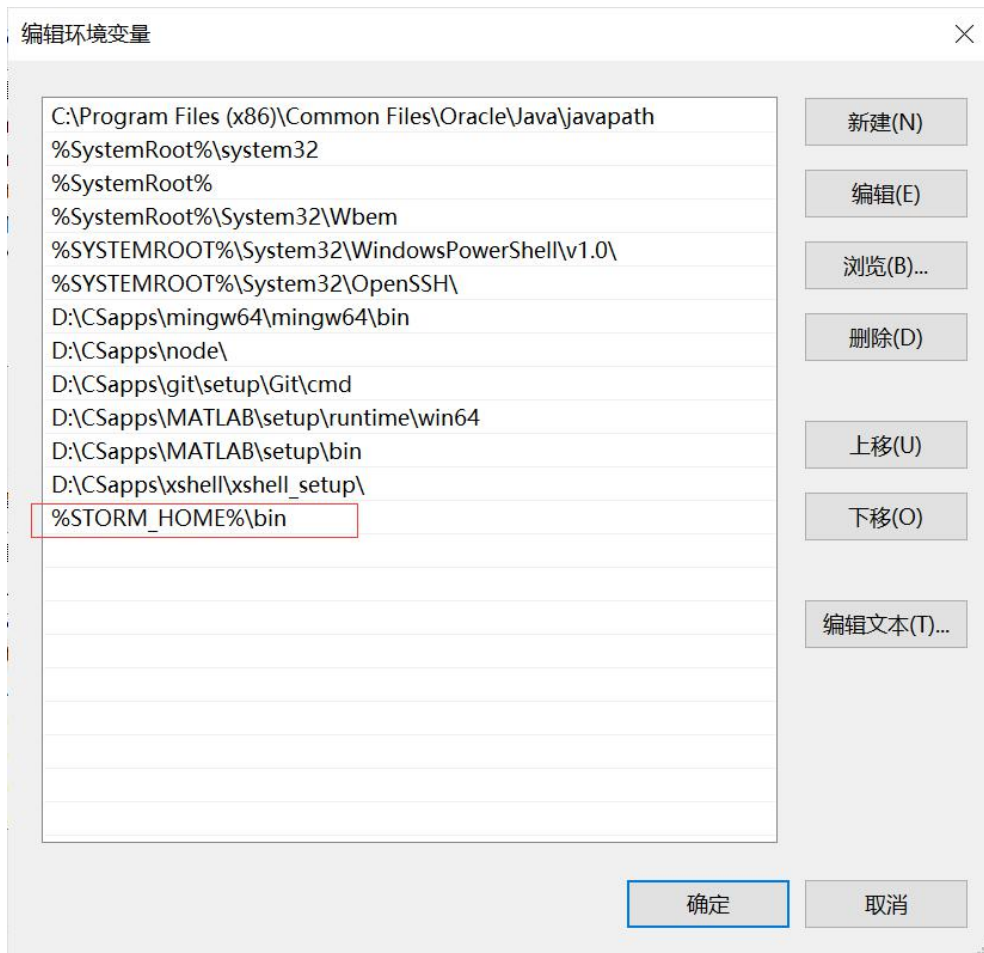 编辑环境变量
C:\Program Files (x86)\Common Files\Oracle\Java\javapath
%SystemRoot%\system32
%SystemRoot%
%SystemRoot%\System32\Wbem
%SYSTEMROOT%\System32\WindowsPowerShell\v1.0\
%SYSTEMROOT%\System32\OpenSSH\
D:\CSapps\mingw64\mingw64\bin
D:\CSapps\node\
D:\CSapps\git\setup\Git\cmd
D:\CSapps\MATLAB\setup\runtime\win64
D:\CSapps\MATLAB\setup\bin
D:\CSapps\xshell\xshell_setup\
%STORM_HOME%\bin
新建(N)
编辑(E)
浏览(B)...
删除(D)
上移(U)
下移(O)
编辑文本(T)...
确定
取消